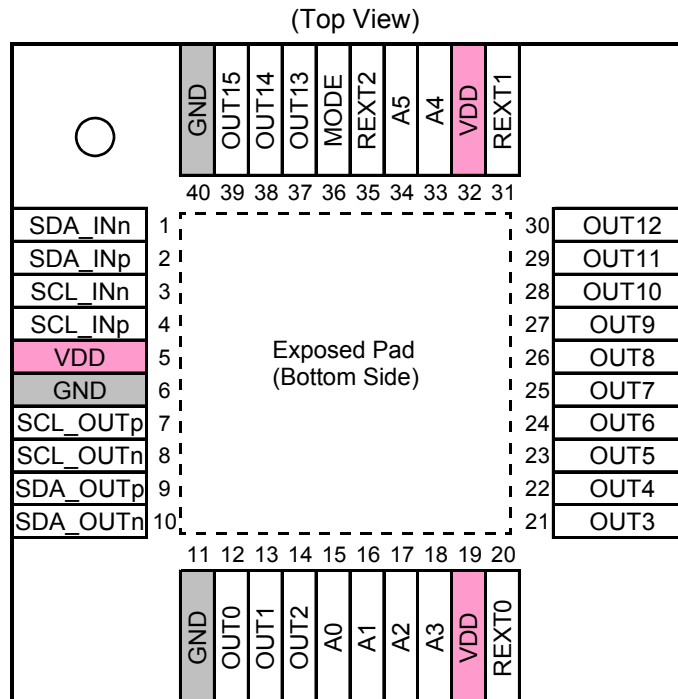 (Top View)
GND OUT15 OUT14 OUT13 MODE REXT2 A5 A4 VDD REXT1
40 39 38 37 36 35 34 33 32 31
SDA_INn 1 30 OUT12
SDA_INp 2 29 OUT11
SCL_INn 3 28 OUT10
SCL_INp 4 27 OUT9
VDD 5 26 OUT8
Exposed Pad
(Bottom Side)
GND 6 25 OUT7
SCL_OUTp 7 24 OUT6
SCL_OUTn 8 23 OUT5
SDA_OUTp 9 22 OUT4
SDA_OUTn 10 21 OUT3
11 12 13 14 15 16 17 18 19 20
GND OUT0 OUT1 OUT2 A0 A1 A2 A3 VDD REXT0